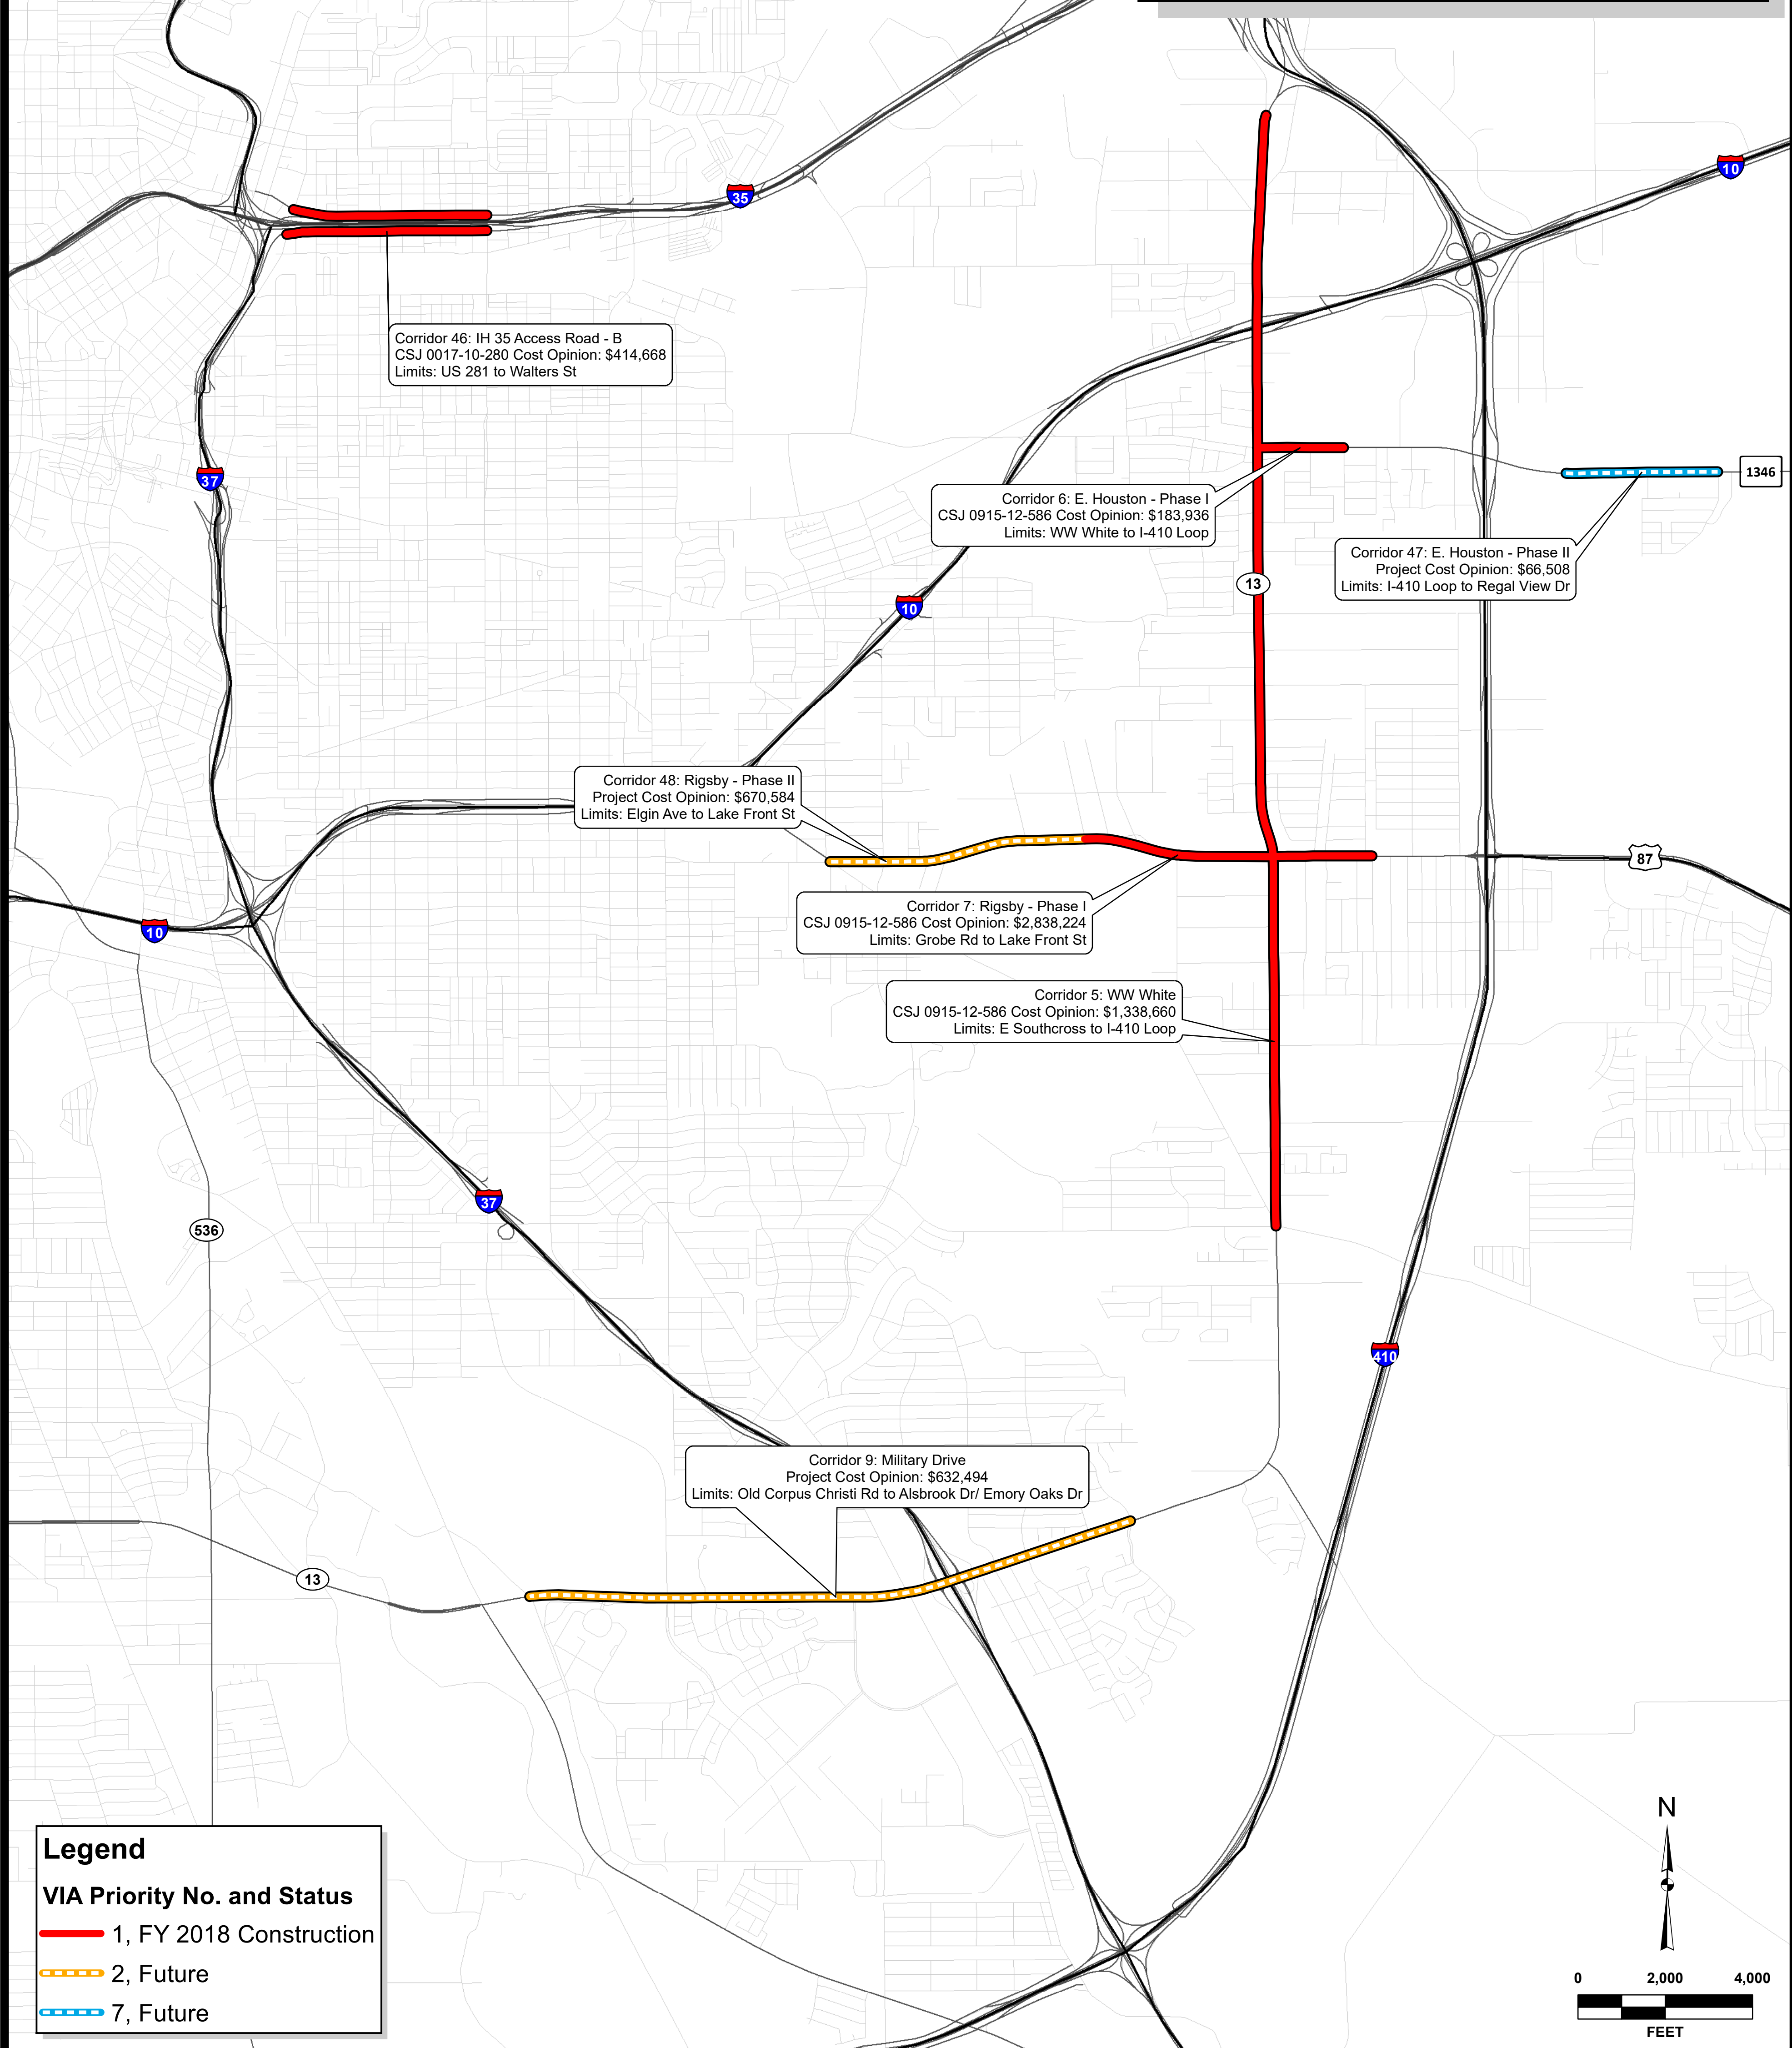 10
35
Corridor 46: IH 35 Access Road - B
CSJ 0017-10-280 Cost Opinion: $414,668
Limits: US 281 to Walters St
37
1346
Corridor 6: E. Houston - Phase I
CSJ 0915-12-586 Cost Opinion: $183,936
Limits: WW White to I-410 Loop
Corridor 47: E. Houston - Phase II
Project Cost Opinion: $66,508
Limits: I-410 Loop to Regal View Dr
13
10
Corridor 48: Rigsby - Phase II
Project Cost Opinion: $670,584
Limits: Elgin Ave to Lake Front St
87
Corridor 7: Rigsby - Phase I
CSJ 0915-12-586 Cost Opinion: $2,838,224
Limits: Grobe Rd to Lake Front St
10
Corridor 5: WW White
CSJ 0915-12-586 Cost Opinion: $1,338,660
Limits: E Southcross to I-410 Loop
37
536
410
Corridor 9: Military Drive
Project Cost Opinion: $632,494
Limits: Old Corpus Christi Rd to Alsbrook Dr/ Emory Oaks Dr
13
Legend
VIA Priority No. and Status
1, FY 2018 Construction
2, Future
7, Future
N
0 2,000 4,000
FEET